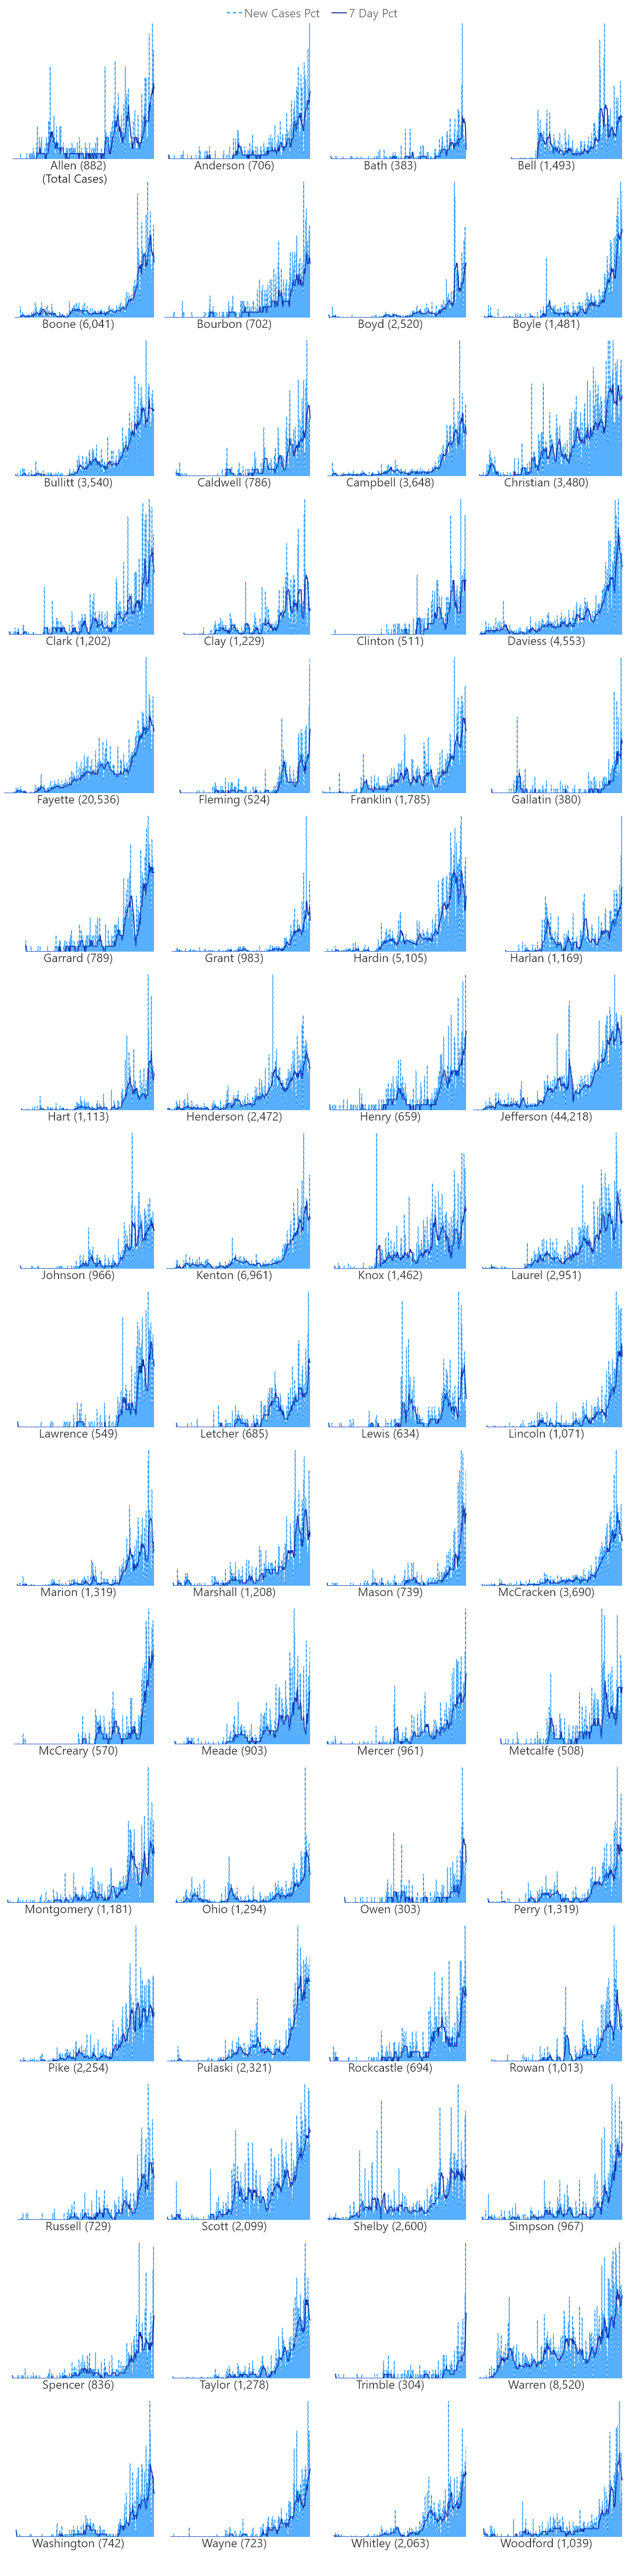 New Cases Pct 7 Day Pct
Allen (882) Anderson (706) Bath (383) Bell (1,493)
(Total Cases)
Boone (6,041) Bourbon (702) Boyd (2,520) Boyle (1,481)
Bullitt (3,540) Caldwell (786) Campbell (3,648) Christian (3,480)
Clark (1,202) Clay (1,229) Clinton (511) Daviess (4,553)
Fayette (20,536) Fleming (524) Franklin (1,785) Gallatin (380)
Garrard (789) Grant (983) Hardin (5,105) Harlan (1,169)
Hart (1,113) Henderson (2,472) Henry (659) Jefferson (44,218)
Johnson (966) Kenton (6,961) Knox (1,462) Laurel (2,951)
Lawrence (549) Letcher (685) Lewis (634) Lincoln (1,071)
Marion (1,319) Marshall (1,208) Mason (739) McCracken (3,690)
McCreary (570) Meade (903) Mercer (961) Metcalfe (508)
Montgomery (1,181) Ohio (1,294) Owen (303) Perry (1,319)
Pike (2,254) Pulaski (2,321) Rockcastle (694) Rowan (1,013)
Russell (729) Scott (2,099) Shelby (2,600) Simpson (967)
Spencer (836) Taylor (1,278) Trimble (304) Warren (8,520)
Washington (742) Wayne (723) Whitley (2,063) Woodford (1,039)